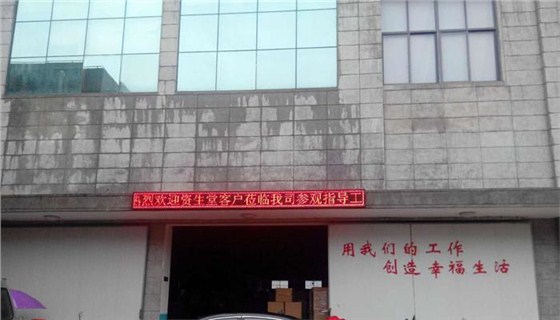 热烈欢迎资生堂客户莅临我司参观指导工
用我们的工作
创造幸福生活